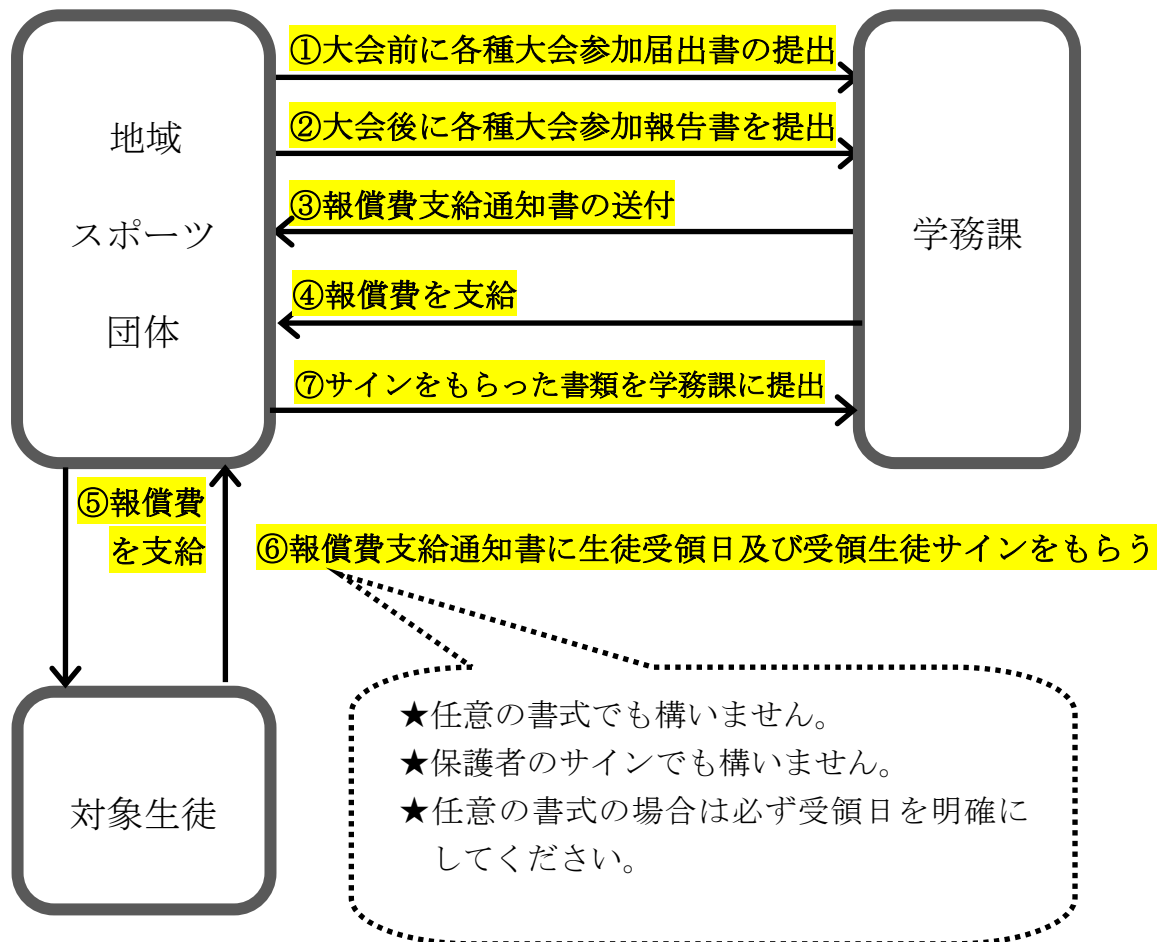 ①大会前に各種大会参加届出書の提出
②大会後に各種大会参加報告書を提出
③報償費支給通知書の送付
④報償費を支給
⑦サインをもらった書類を学務課に提出
地域
スポーツ
団体
学務課
⑤報償費
を支給
⑥報償費支給通知書に生徒受領日及び受領生徒サインをもらう
対象生徒
★任意の書式でも構いません。
★保護者のサインでも構いません。
★任意の書式の場合は必ず受領日を明確に
してください。